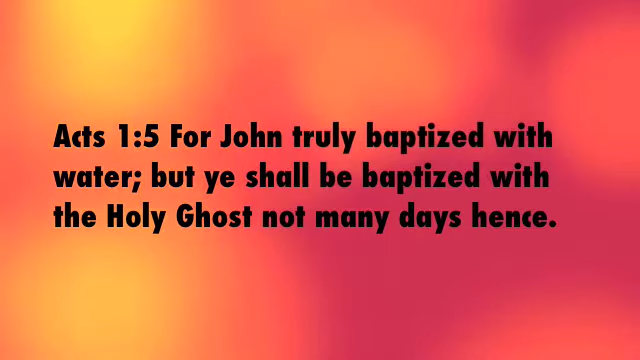 Acts 1:5 For John truly baptized with
water; but ye shall be baptized with
the Holy Ghost not many days hence.